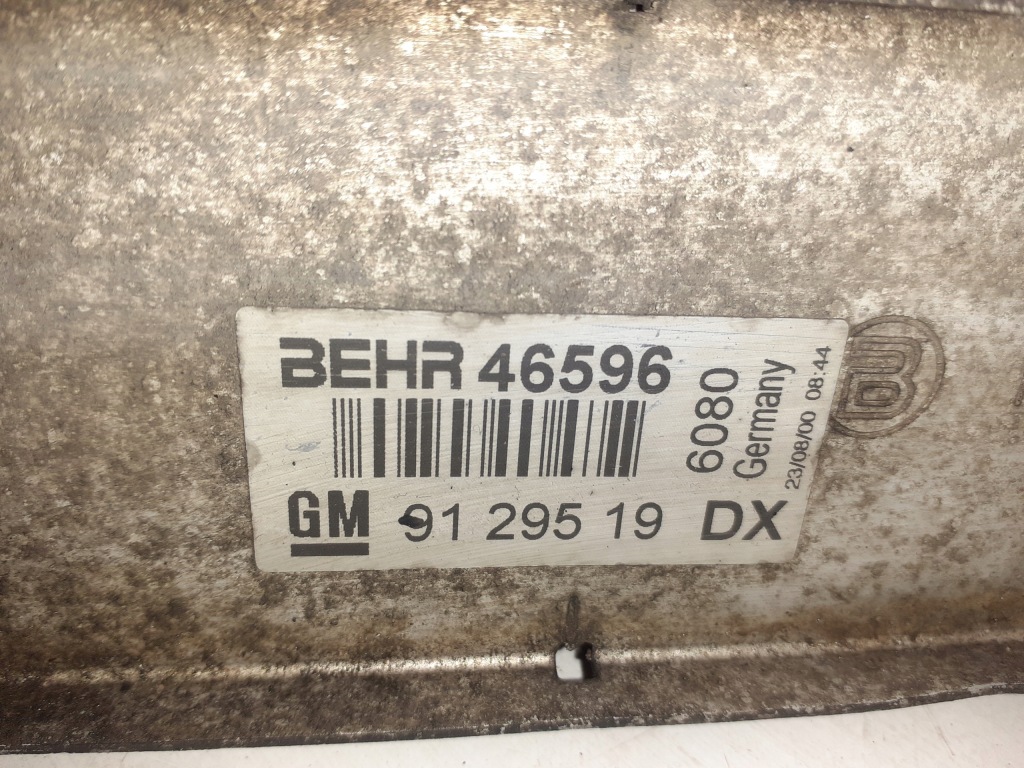 BEHR 46596
6080
Germany
23/08/00 08:44
GM 91 295 19 DX
B